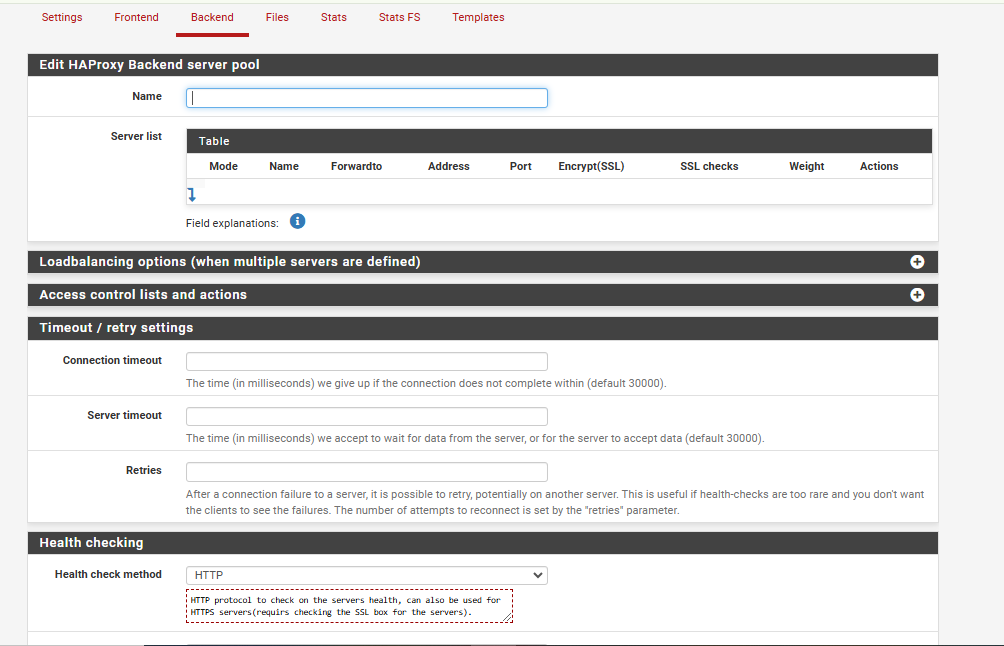 Settings Frontend Backend Files Stats Stats FS Templates
Edit HAProxy Backend server pool
Name
Server list
Table
Mode Name Forwardto Address Port Encrypt(SSL) SSL checks Weight Actions
Field explanations:
Loadbalancing options (when multiple servers are defined)
Access control lists and actions
Timeout / retry settings
Connection timeout
The time (in milliseconds) we give up if the connection does not complete within (default 30000).
Server timeout
The time (in milliseconds) we accept to wait for data from the server, or for the server to accept data (default 30000).
Retries
After a connection failure to a server, it is possible to retry, potentially on another server. This is useful if health-checks are too rare and you don't want
the clients to see the failures. The number of attempts to reconnect is set by the "retries" parameter.
Health checking
Health check method HTTP
HTTP protocol to check on the servers health, can also be used for
HTTPS servers(requirs checking the SSL box for the servers).